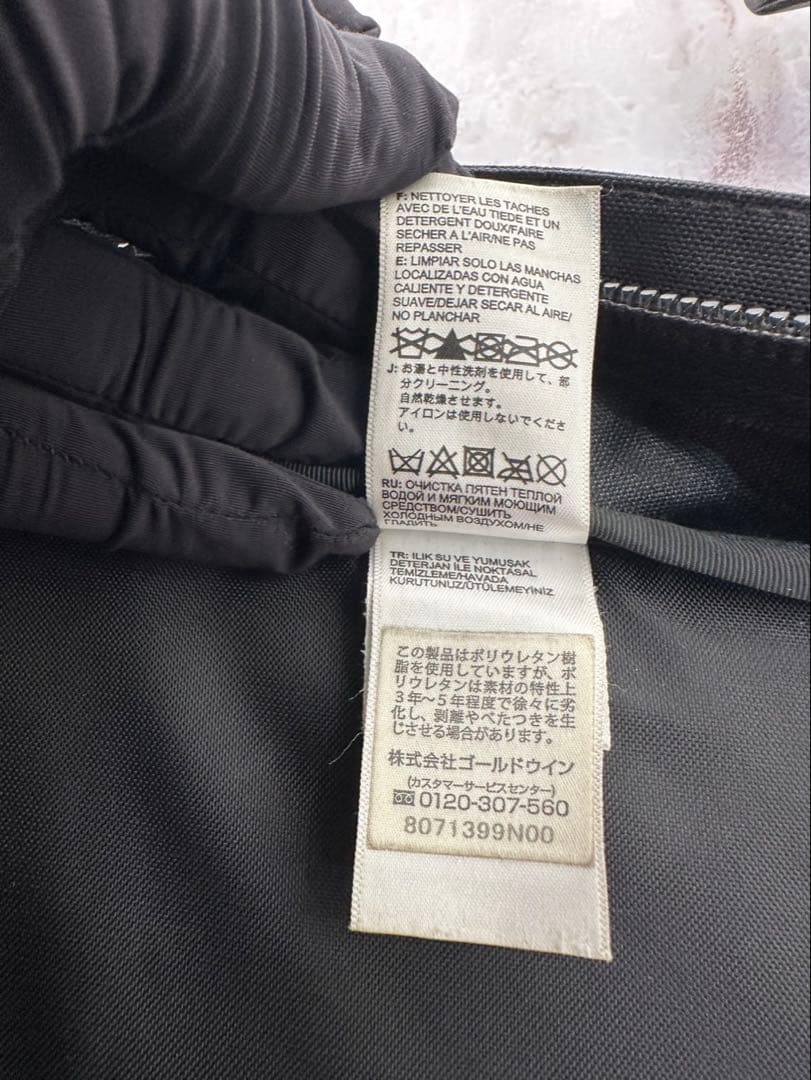 F: NETTOYER LES TACHES
AVEC DE L'EAU TIEDE ET UN
DETERGENT DOUX/FAIRE
SECHER A L'AIR/NE PAS
REPASSER
E: LIMPIAR SOLO LAS MANCHAS
LOCALIZADAS CON AGUA
CALIENTE Y DETERGENTE
SUAVE/DEJAR SECAR AL AIRE/
NO PLANCHAR
J: お湯と中性洗剤を使用して、部
分クリーニング。
自然乾燥させます。
アイロンは使用しないでくださ
い。
RU: ОЧИСТКА ПЯТЕН ТЕПЛОЙ
ВОДОЙ И МЯГКИМ МОЮЩИМ
СРЕДСТВОМ/СУШИТЬ
ХОЛОДНЫМ ВОЗДУХОМ/НЕ
ГЛАДИТЬ
TR: ILIK SU VE YUMUSAK
DETERJAN İLE NOKTASAL
TEMİZLEME/HAVADA
KURUTUNUZ/ÜTÜLEMEYİNİZ
この製品はポリウレタン樹
脂を使用していますが、ポ
リウレタンは素材の特性上
3年〜5年程度で徐々に劣
化し、剥離やべたつきを生
じさせる場合があります。
株式会社ゴールドウイン
(カスタマーサービスセンター)
0120-307-560
8071399N00